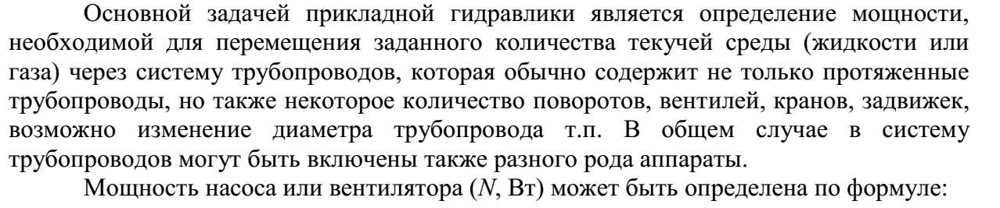 Основной задачей прикладной гидравлики является определение мощности,
необходимой для перемещения заданного количества текучей среды (жидкости или
газа) через систему трубопроводов, которая обычно содержит не только протяженные
трубопроводы, но также некоторое количество поворотов, вентилей, кранов, задвижек,
возможно изменение диаметра трубопровода т.п. В общем случае в систему
трубопроводов могут быть включены также разного рода аппараты.
Мощность насоса или вентилятора (N, Вт) может быть определена по формуле: